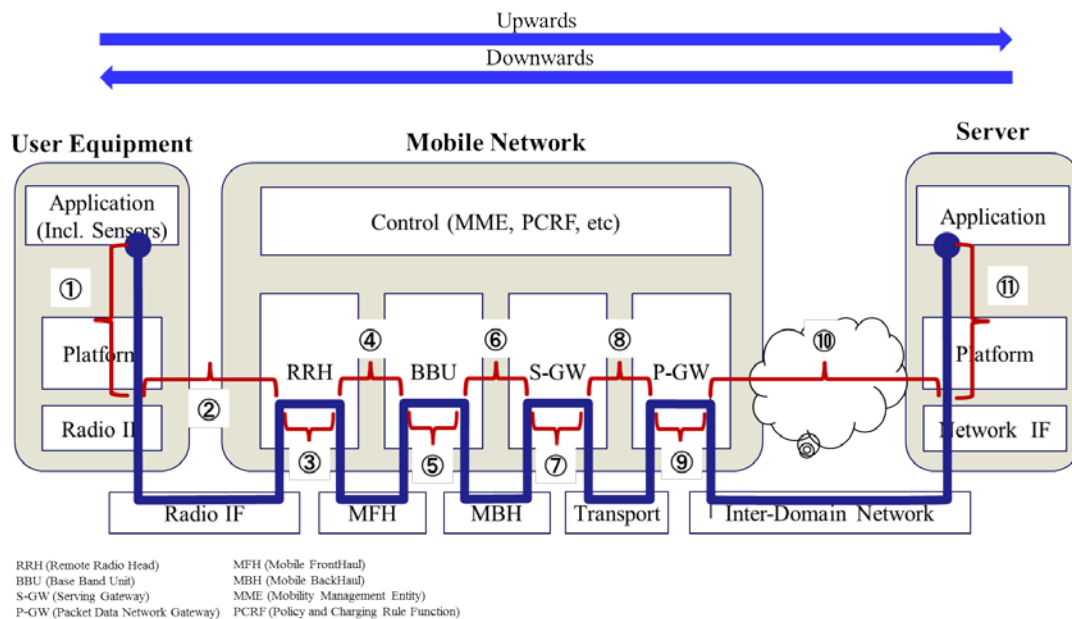 Upwards
Downwards
User Equipment
Mobile Network
Server
Application
(Incl. Sensors)
Control (MME, PCRF, etc)
Application
①
⑪
④
⑥
⑧
⑩
Platform
RRH
BBU
S-GW
P-GW
Platform
②
Radio IF
③
⑤
⑦
⑨
Network IF
Radio IF
MFH
MBH
Transport
Inter-Domain Network
RRH (Remote Radio Head)
BBU (Base Band Unit)
S-GW (Serving Gateway)
P-GW (Packet Data Network Gateway)
MFH (Mobile FrontHaul)
MBH (Mobile BackHaul)
MME (Mobility Management Entity)
PCRF (Policy and Charging Rule Function)